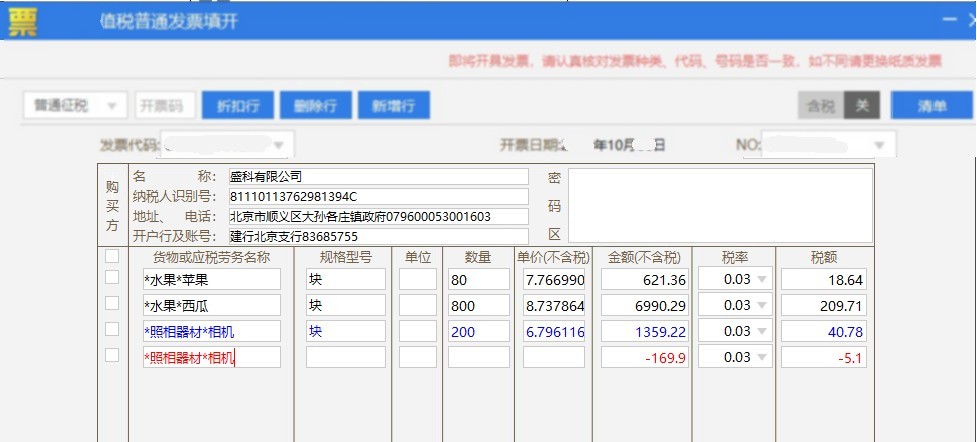 票 值税普通发票填开
即将开具发票，请认真核对发票种类、代码、号码是否一致，如不同请更换纸质发票
普通征税 开票码 折扣行 删除行 新增行 含税 关 清单
发票代码: 开票日期: 年10月 日 NO:
购买方
名 称: 盛科有限公司
纳税人识别号: 81110113762981394C
地址、 电话: 北京市顺义区大孙各庄镇政府079600053001603
开户行及账号: 建行北京支行83685755
密码区
货物或应税劳务名称 规格型号 单位 数量 单价(不含税) 金额(不含税) 税率 税额
*水果*苹果 块 80 7.766990 621.36 0.03 18.64
*水果*西瓜 块 800 8.737864 6990.29 0.03 209.71
*照相器材*相机 块 200 6.796116 1359.22 0.03 40.78
*照相器材*相机 -169.9 0.03 -5.1